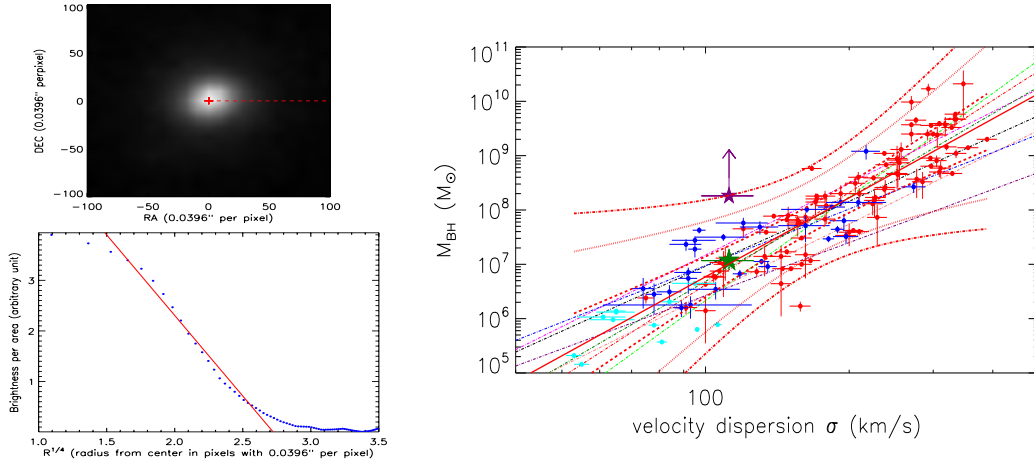 100
50
0
-50
-100
DEC (0.0396" perpixel)
-100 -50 0 50 100
RA (0.0396" per pixel)
3
2
1
Brightness per area (arbitrary unit)
1.0 1.5 2.0 2.5 3.0 3.5
R^1/4 (radius from center in pixels with 0.0396" per pixel)
10^11
10^10
10^9
10^8
10^7
10^6
10^5
M_BH (M_⊙)
100
velocity dispersion σ (km/s)